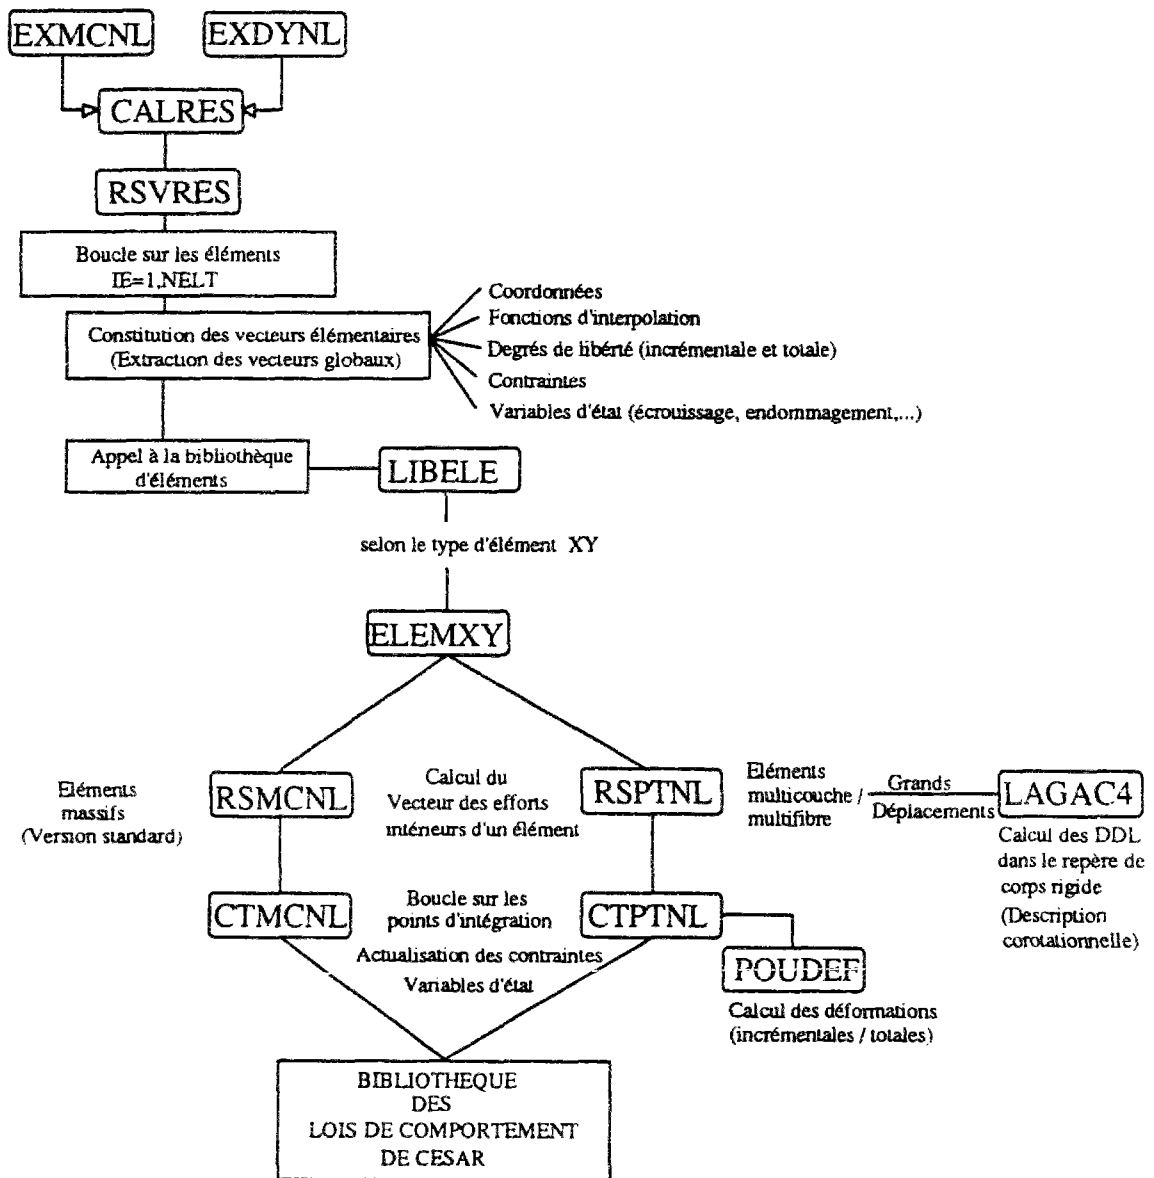 EXMCNL
EXDYNL
CALRES
RSVRES
Boucle sur les éléments
IE=1,NELT
Constitution des vecteurs élémentaires
(Extraction des vecteurs globaux)
Coordonnées
Fonctions d'interpolation
Degrés de libérté (incrémentale et totale)
Contraintes
Variables d'état (écrouissage, endommagement,...)
Appel à la bibliothèque
d'éléments
LIBELE
selon le type d'élément XY
ELEMXY
Eléments
massifs
(Version standard)
RSMCNL
Calcul du
Vecteur des efforts
intérieurs d'un élément
RSPTNL
Eléments
multicouche /
multifibre
Grands
Déplacements
LAGAC4
Calcul des DDL
dans le repère de
corps rigide
(Description
corotationnelle)
CTMCNL
Boucle sur les
points d'intégration
Actualisation des contraintes
Variables d'état
CTPTNL
POUDEF
Calcul des déformations
(incrémentales / totales)
BIBLIOTHEQUE
DES
LOIS DE COMPORTEMENT
DE CESAR